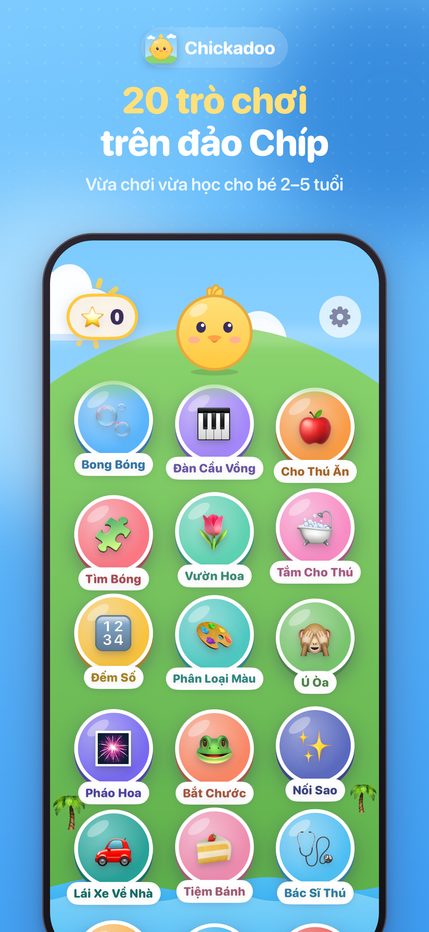 Chickadoo
20 trò chơi
trên đảo Chíp
Vừa chơi vừa học cho bé 2–5 tuổi
0
Bong Bóng
Đàn Cầu Vồng
Cho Thú Ăn
Tìm Bóng
Vườn Hoa
Tắm Cho Thú
1 2
3 4
Đếm Số
Phân Loại Màu
Ú Òa
Pháo Hoa
Bắt Chước
Nối Sao
Lái Xe Về Nhà
Tiệm Bánh
Bác Sĩ Thú